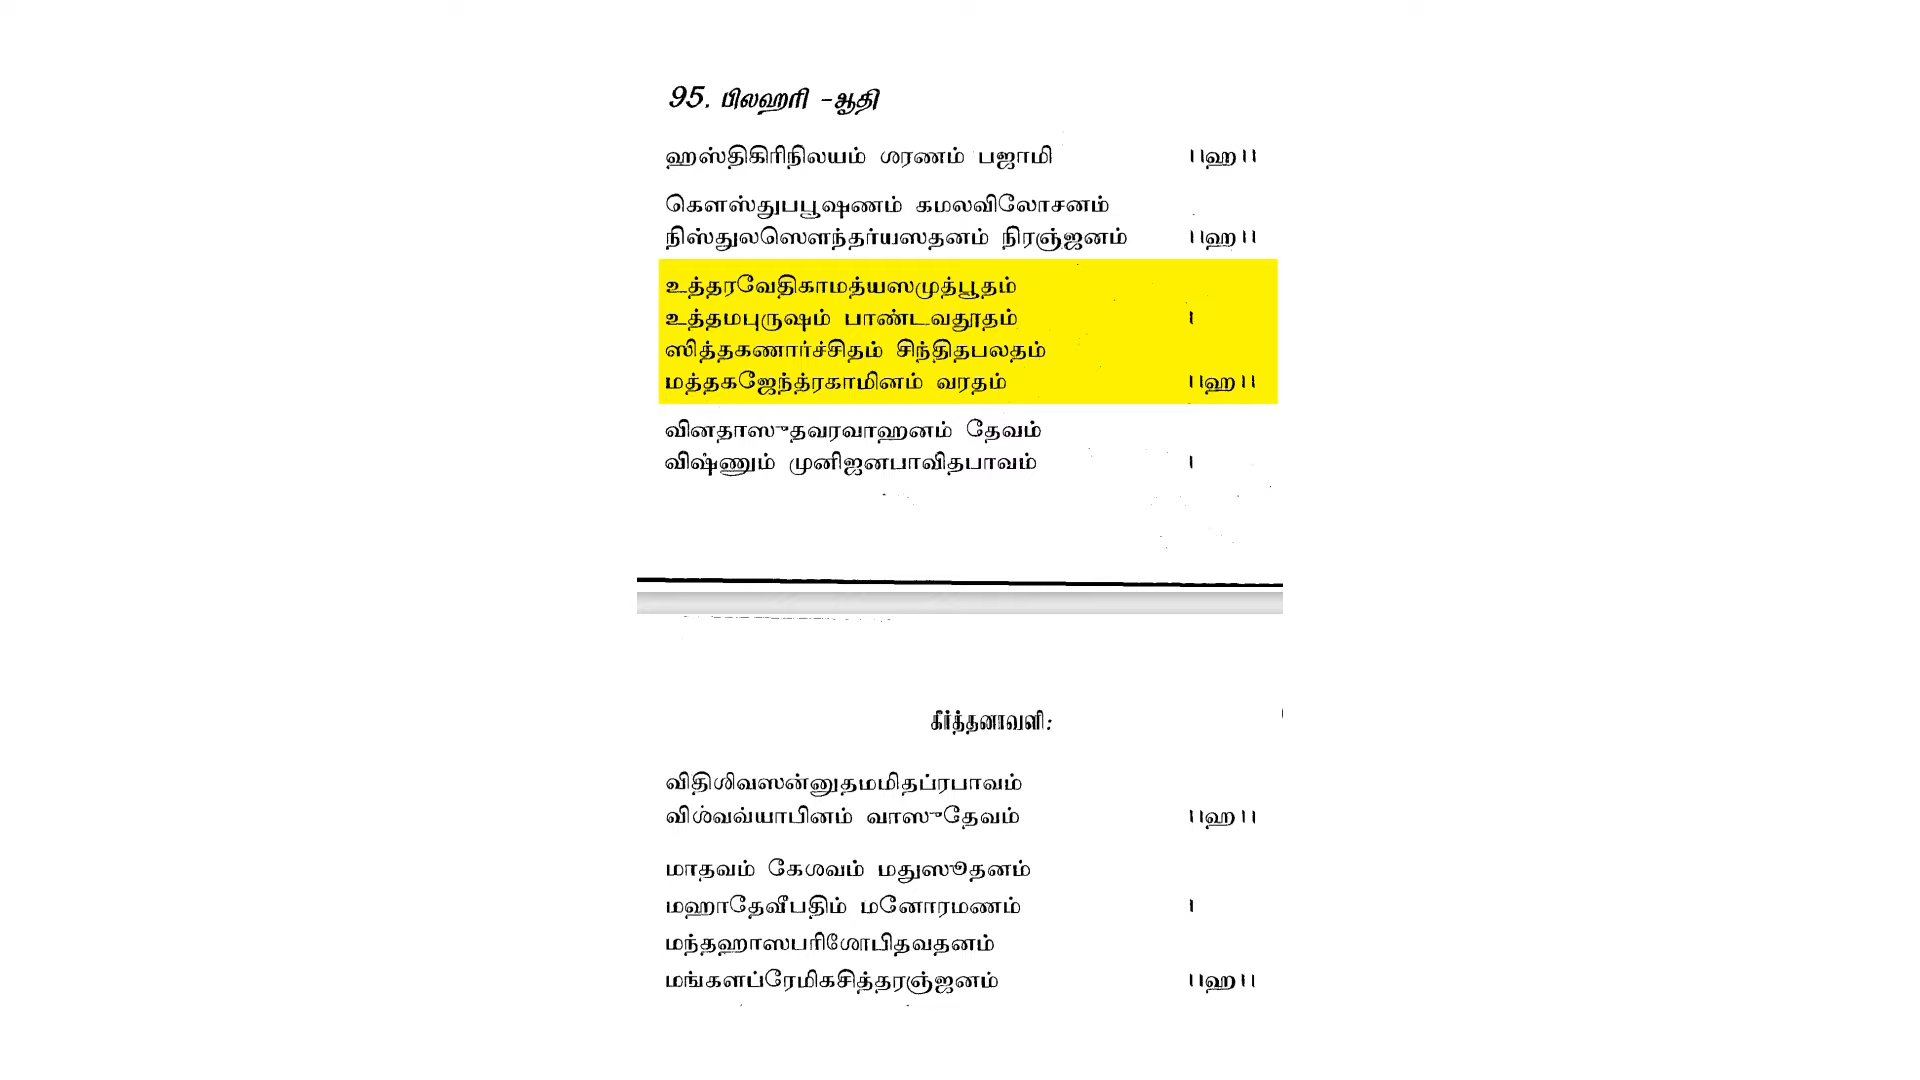 95. பிலஹரி -ஆதி
ஹஸ்திகிரிநிலயம் ஶரணம் பஜாமி ।।ஹ।।
கௌஸ்துபபூஷணம் கமலவிலோசனம்
நிஸ்துலஸௌந்தர்யஸதனம் நிரஞ்ஜனம் ।।ஹ।।
உத்தரவேதிகாமத்யஸமுத்பூதம்
உத்தமபுருஷம் பாண்டவதூதம் ।
ஸித்தகணார்ச்சிதம் சிந்திதபலதம்
மத்தகஜேந்த்ரகாமினம் வரதம் ।।ஹ।।
வினதாஸுதவரவாஹனம் தேவம்
விஷ்ணும் முனிஜனபாவிதபாவம் ।
கீர்த்தனாவளி:
விதிஶிவஸன்னுதமமிதப்ரபாவம்
விஶ்வவ்யாபினம் வாஸுதேவம் ।।ஹ।।
மாதவம் கேஶவம் மதுஸூதனம்
மஹாதேவீபதிம் மனோரமணம் ।
மந்தஹாஸபரிஶோபிதவதனம்
மங்களப்ரேமிகசித்தரஞ்ஜனம் ।।ஹ।।